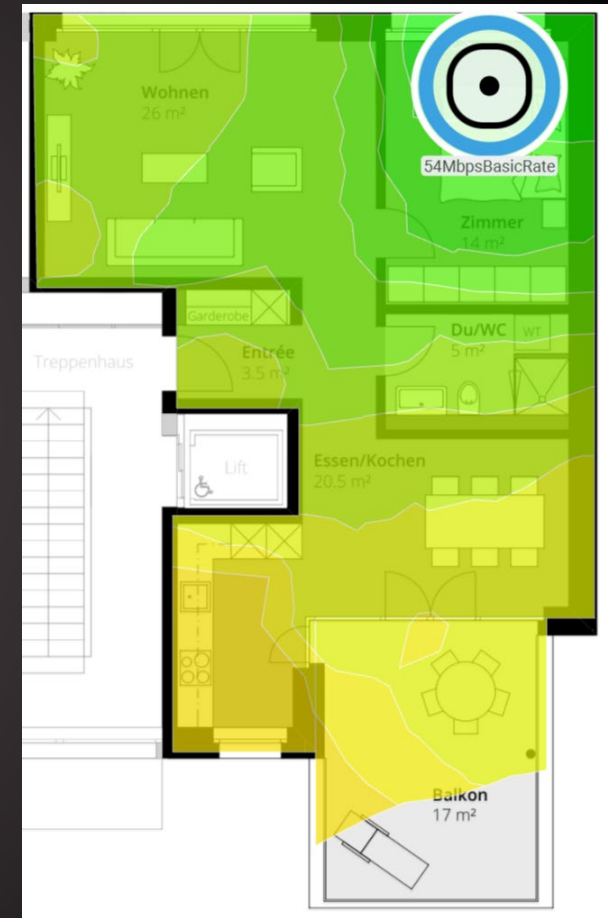 Wohnen
26 m²
54MbpsBasicRate
Zimmer
14 m²
Garderobe
Du/WC
WT
5 m²
Treppenhaus
Entrée
3.5 m²
Lift
Essen/Kochen
20.5 m²
Balkon
17 m²